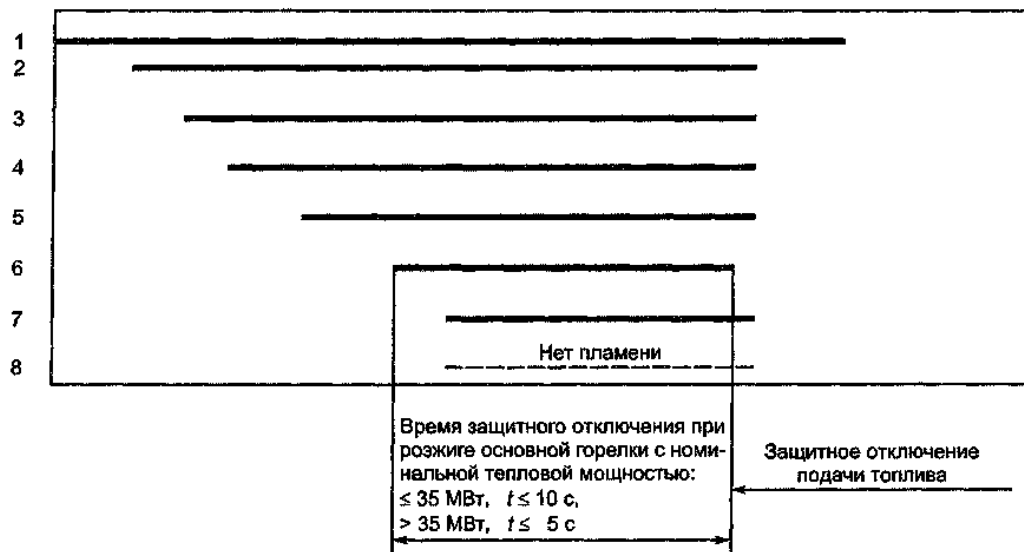 1
2
3
4
5
6
7
Нет пламени
8
Время защитного отключения при
розжиге основной горелки с номи-
нальной тепловой мощностью:
≤ 35 МВт, t ≤ 10 с,
> 35 МВт, t ≤ 5 с
Защитное отключение
подачи топлива